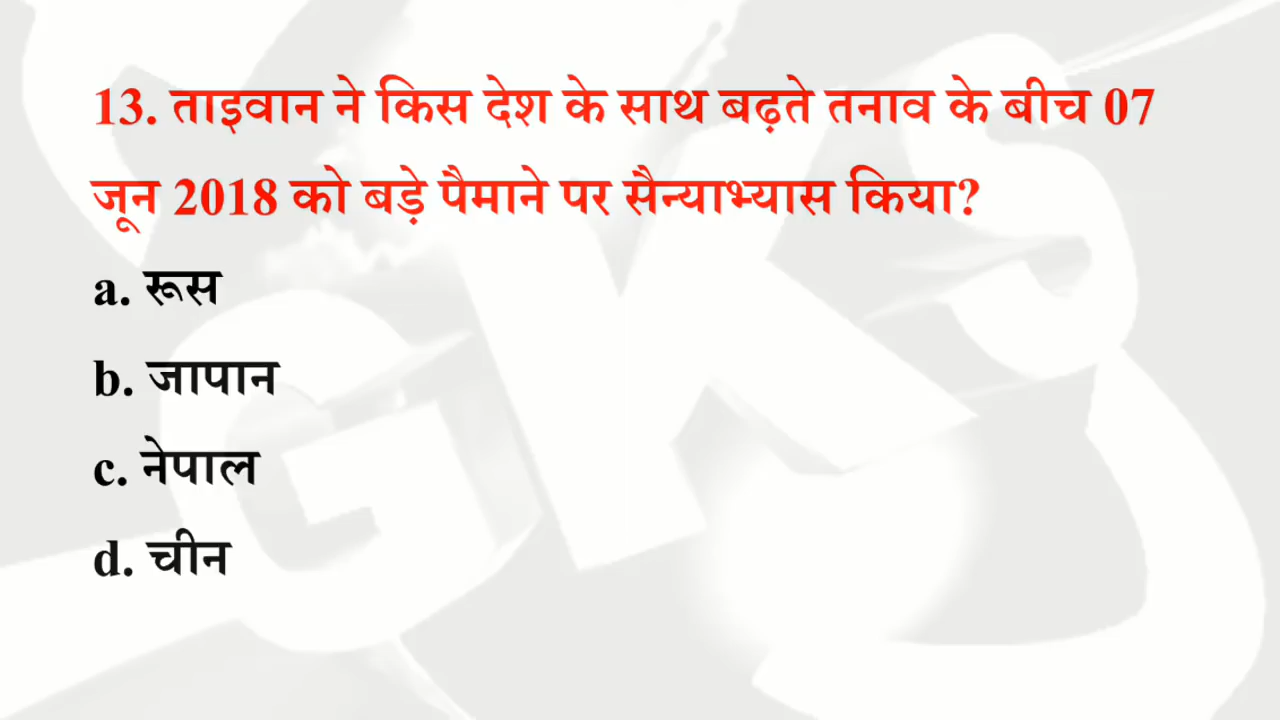 13. ताइवान ने किस देश के साथ बढ़ते तनाव के बीच 07
जून 2018 को बड़े पैमाने पर सैन्याभ्यास किया?
a. रूस
b. जापान
c. नेपाल
d. चीन